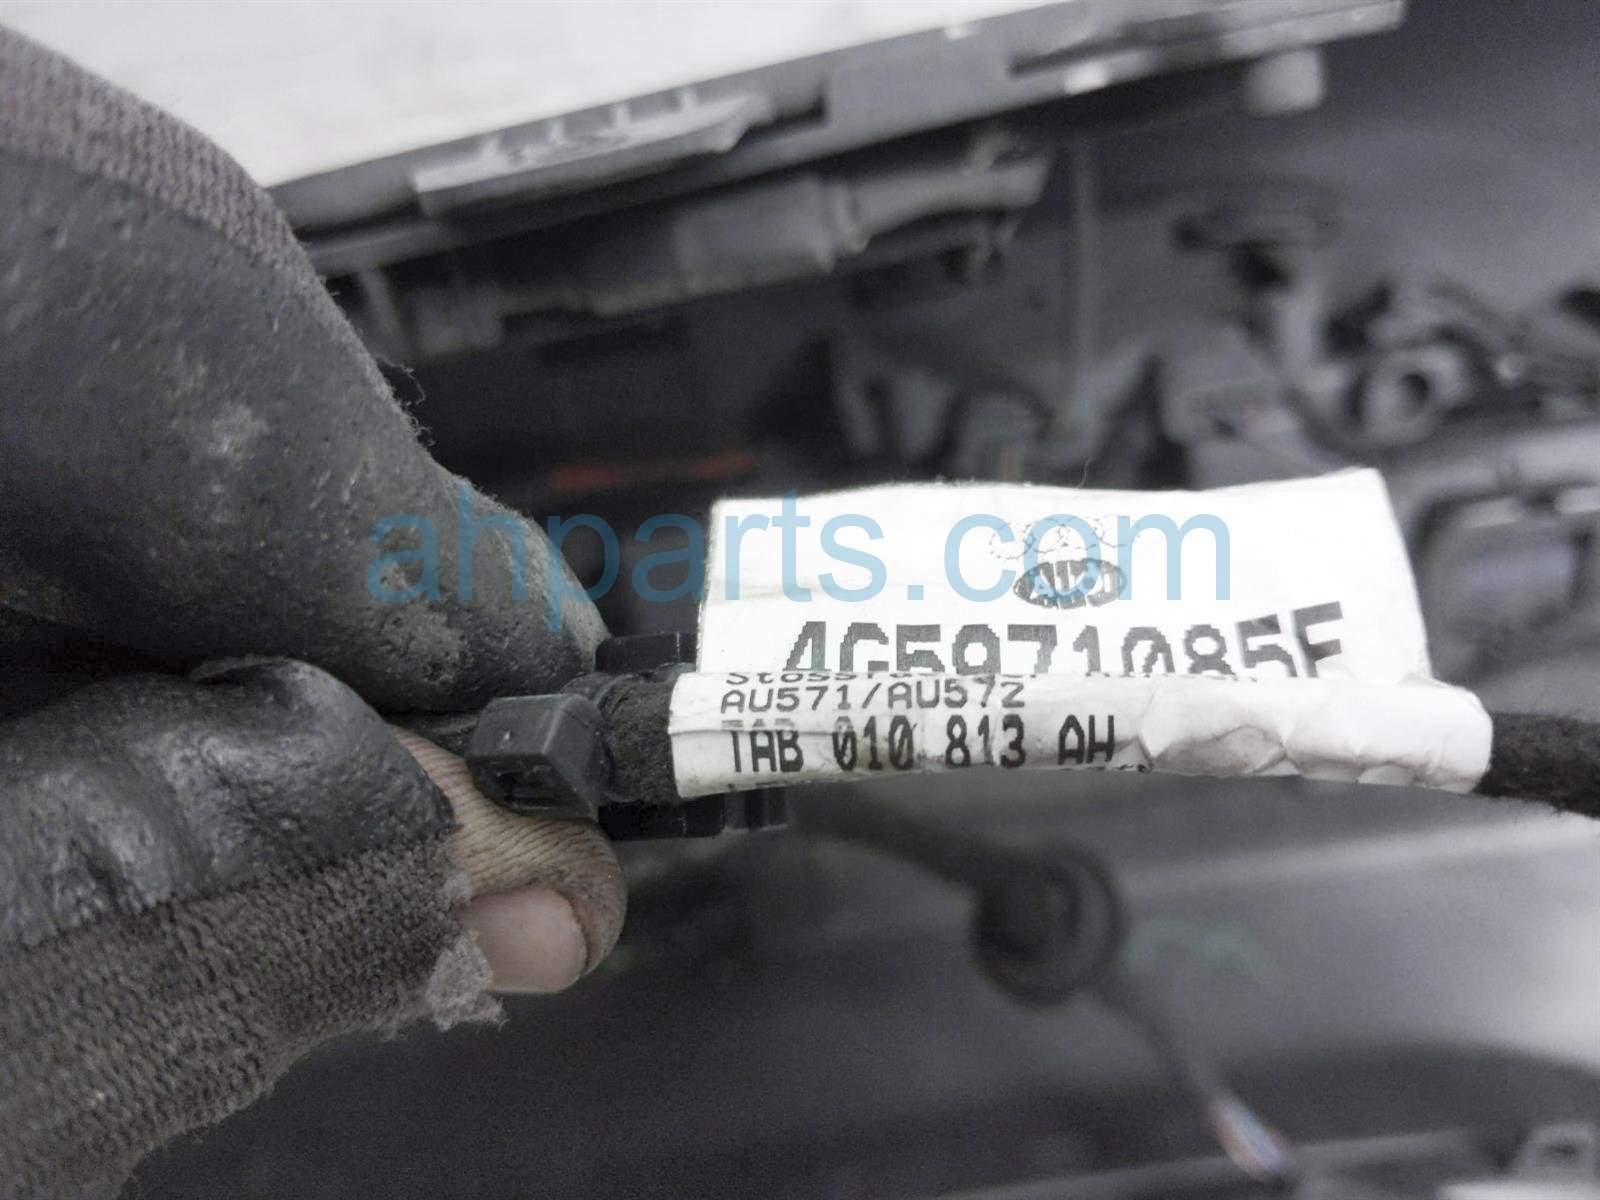 4G5971085F
AU571/AU572
TAB 010 813 AH
ahparts.com